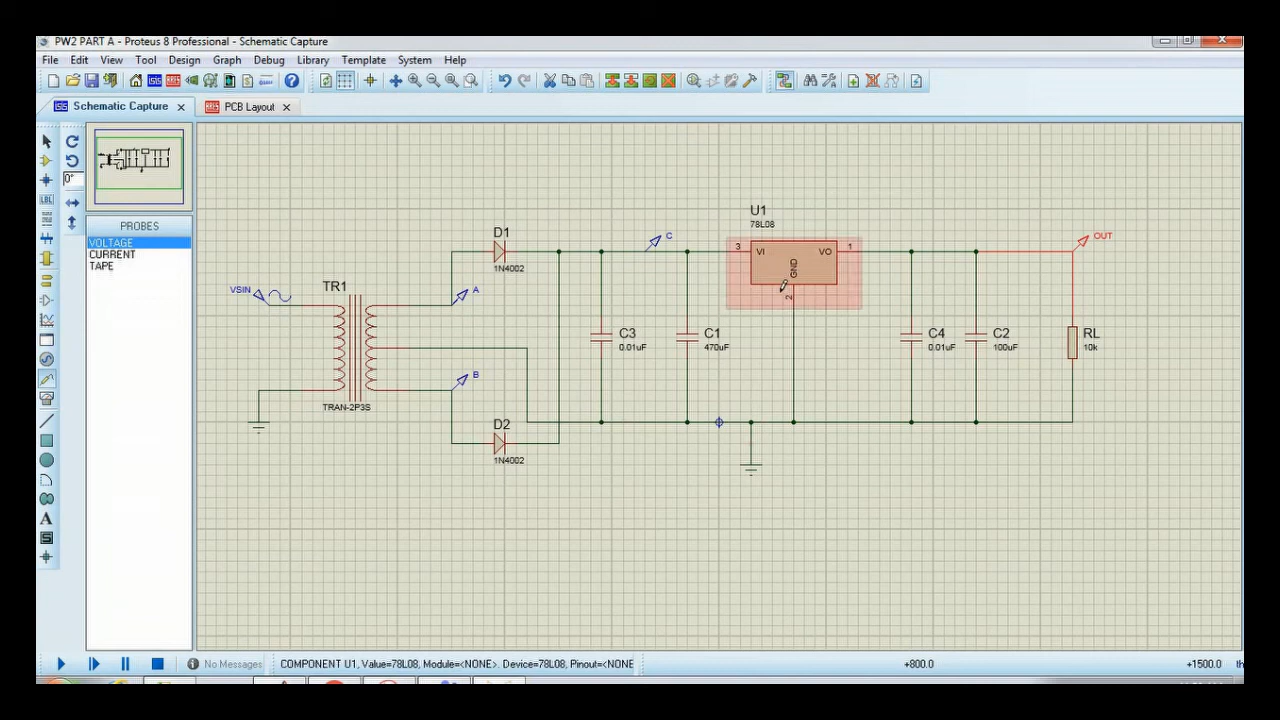 PW2 PART A - Proteus 8 Professional - Schematic Capture
File Edit View Tool Design Graph Debug Library Template System Help
Schematic Capture
PCB Layout
0°
LBL
PROBES
VOLTAGE
CURRENT
TAPE
A
S
VSIN
TR1
TRAN-2P3S
A
B
D1
1N4002
D2
1N4002
C3
0.01uF
C
C1
470uF
U1
78L08
3
VI
VO
1
GND
2
C4
0.01uF
C2
100uF
OUT
RL
10k
No Messages
COMPONENT U1, Value=78L08, Module=<NONE>. Device=78L08, Pinout=<NONE
+800.0
+1500.0
th